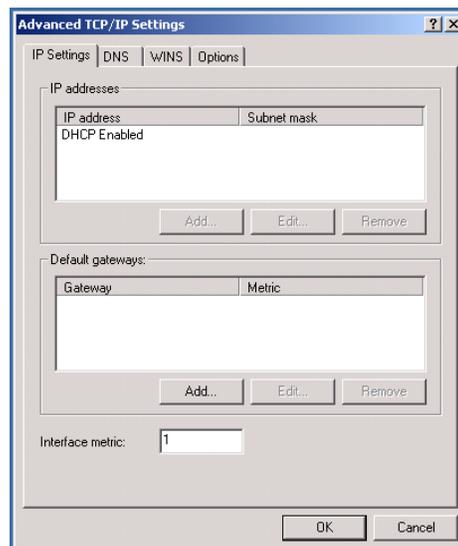 Advanced TCP/IP Settings
IP Settings DNS WINS Options
IP addresses
IP address Subnet mask
DHCP Enabled
Add... Edit... Remove
Default gateways:
Gateway Metric
Add... Edit... Remove
Interface metric: 1
OK Cancel